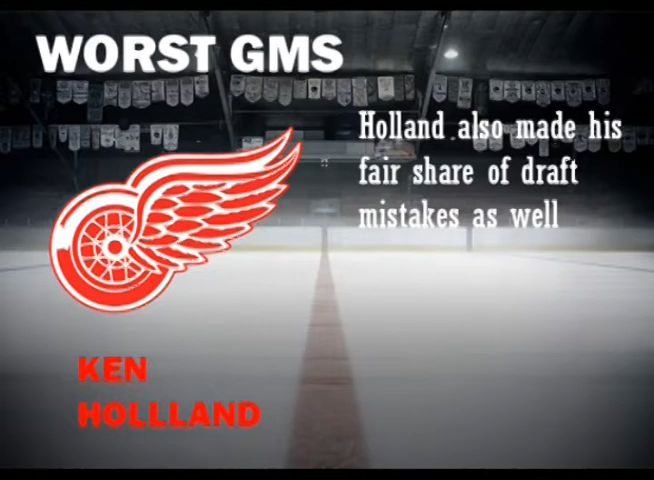 WORST GMS
Holland also made his
fair share of draft
mistakes as well
KEN
HOLLLAND